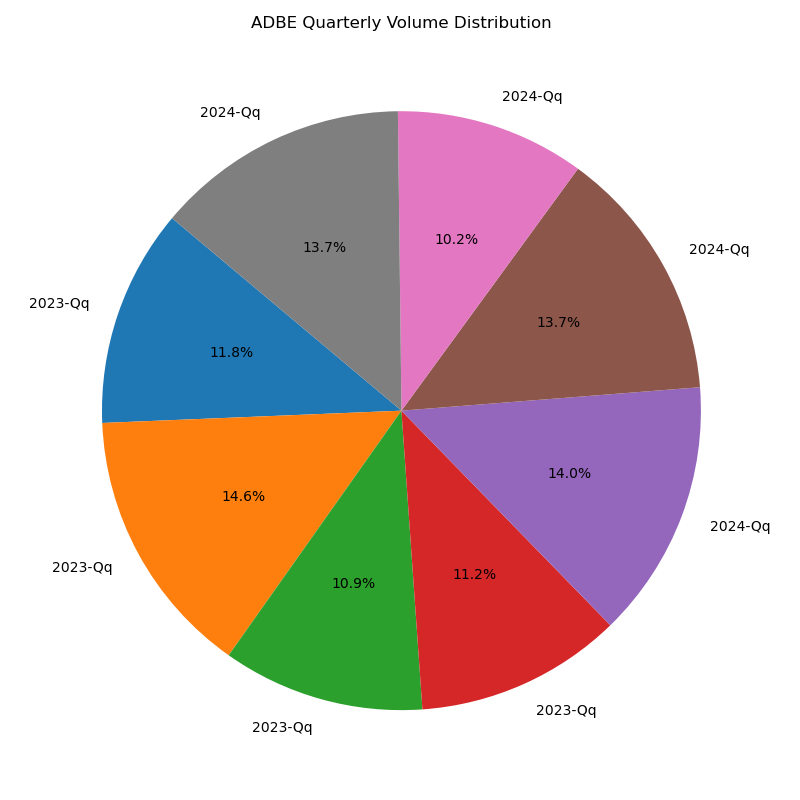 ADBE Quarterly Volume Distribution
2024-Qq
2024-Qq
10.2%
13.7%
2024-Qq
2023-Qq
13.7%
11.8%
14.0%
14.6%
2024-Qq
2023-Qq
11.2%
10.9%
2023-Qq
2023-Qq